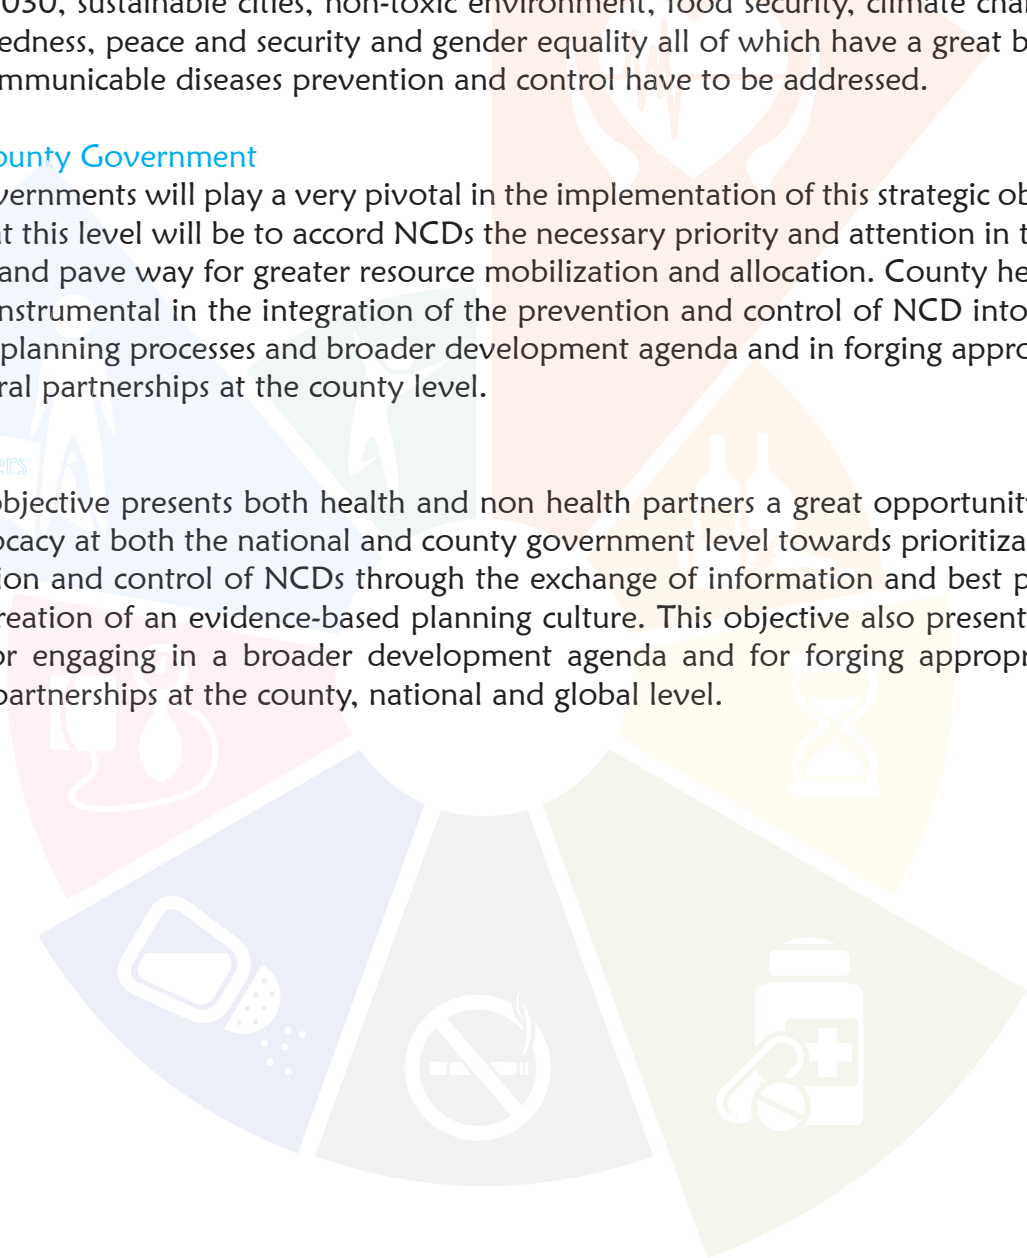 030, sustainable cities, non-toxic environment, food security, climate chan
edness, peace and security and gender equality all of which have a great b
mmunicable diseases prevention and control have to be addressed.
ounty Government
vernments will play a very pivotal in the implementation of this strategic ob
t this level will be to accord NCDs the necessary priority and attention in t
and pave way for greater resource mobilization and allocation. County he
nstrumental in the integration of the prevention and control of NCD into
planning processes and broader development agenda and in forging appro
ral partnerships at the county level.
ers
objective presents both health and non health partners a great opportunity
ocacy at both the national and county government level towards prioritiza
ion and control of NCDs through the exchange of information and best p
reation of an evidence-based planning culture. This objective also present
or engaging in a broader development agenda and for forging appropr
partnerships at the county, national and global level.